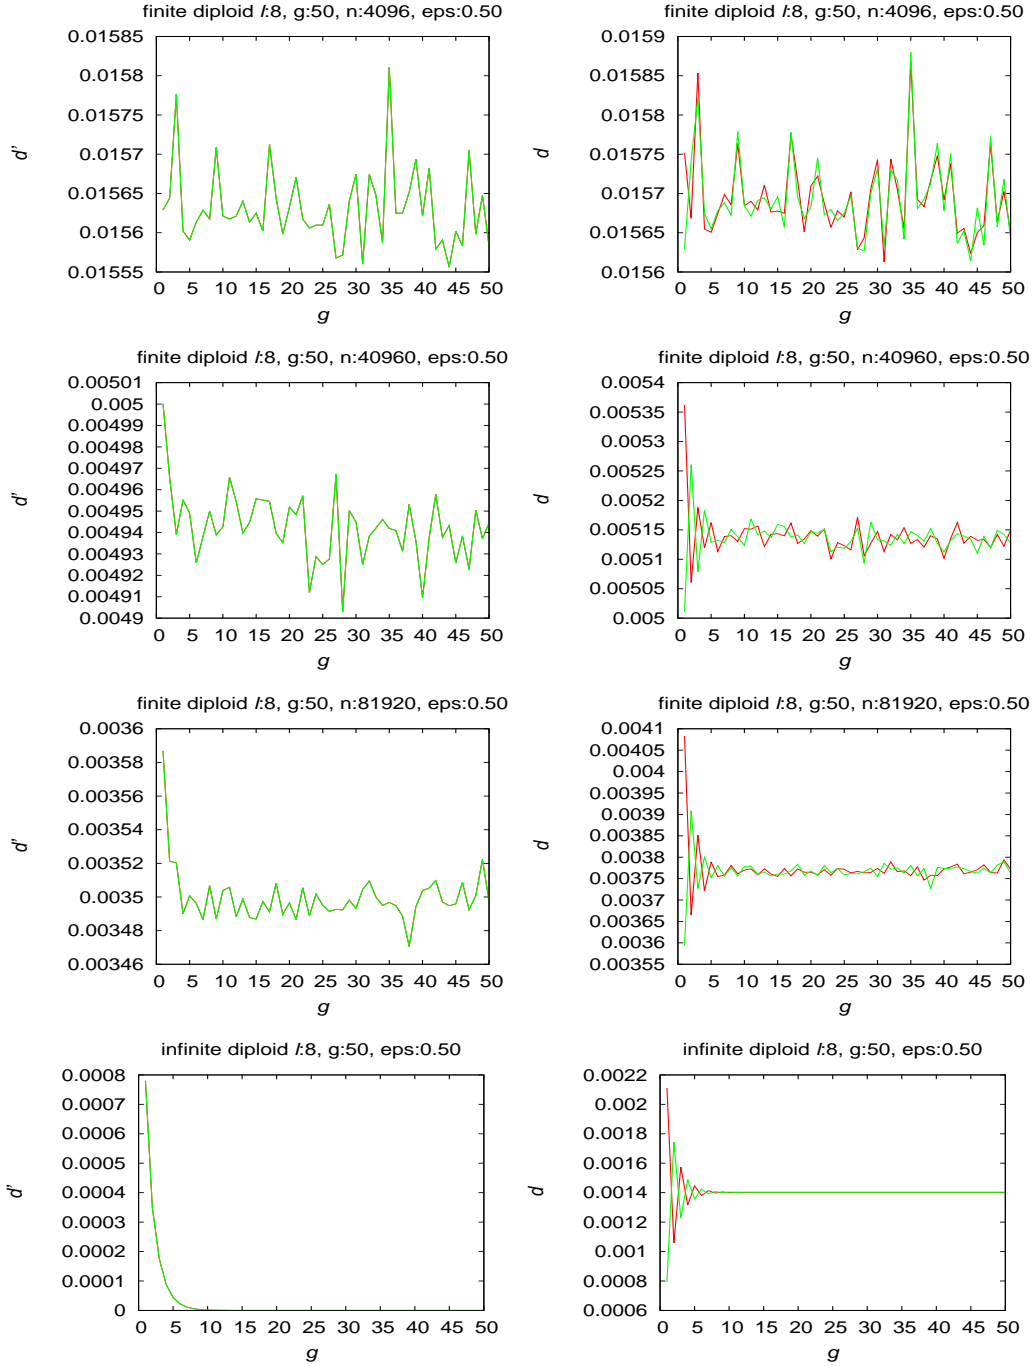 finite diploid l:8, g:50, n:4096, eps:0.50
0.01585
0.0158
0.01575
0.0157
0.01565
0.0156
0.01555
d'
0 5 10 15 20 25 30 35 40 45 50
g
finite diploid l:8, g:50, n:4096, eps:0.50
0.0159
0.01585
0.0158
0.01575
0.0157
0.01565
0.0156
d
0 5 10 15 20 25 30 35 40 45 50
g
finite diploid l:8, g:50, n:40960, eps:0.50
0.00501
0.005
0.00499
0.00498
0.00497
0.00496
0.00495
0.00494
0.00493
0.00492
0.00491
0.0049
d'
0 5 10 15 20 25 30 35 40 45 50
g
finite diploid l:8, g:50, n:40960, eps:0.50
0.0054
0.00535
0.0053
0.00525
0.0052
0.00515
0.0051
0.00505
0.005
d
0 5 10 15 20 25 30 35 40 45 50
g
finite diploid l:8, g:50, n:81920, eps:0.50
0.0036
0.00358
0.00356
0.00354
0.00352
0.0035
0.00348
0.00346
d'
0 5 10 15 20 25 30 35 40 45 50
g
finite diploid l:8, g:50, n:81920, eps:0.50
0.0041
0.00405
0.004
0.00395
0.0039
0.00385
0.0038
0.00375
0.0037
0.00365
0.0036
0.00355
d
0 5 10 15 20 25 30 35 40 45 50
g
infinite diploid l:8, g:50, eps:0.50
0.0008
0.0007
0.0006
0.0005
0.0004
0.0003
0.0002
0.0001
0
d'
0 5 10 15 20 25 30 35 40 45 50
g
infinite diploid l:8, g:50, eps:0.50
0.0022
0.002
0.0018
0.0016
0.0014
0.0012
0.001
0.0008
0.0006
d
0 5 10 15 20 25 30 35 40 45 50
g